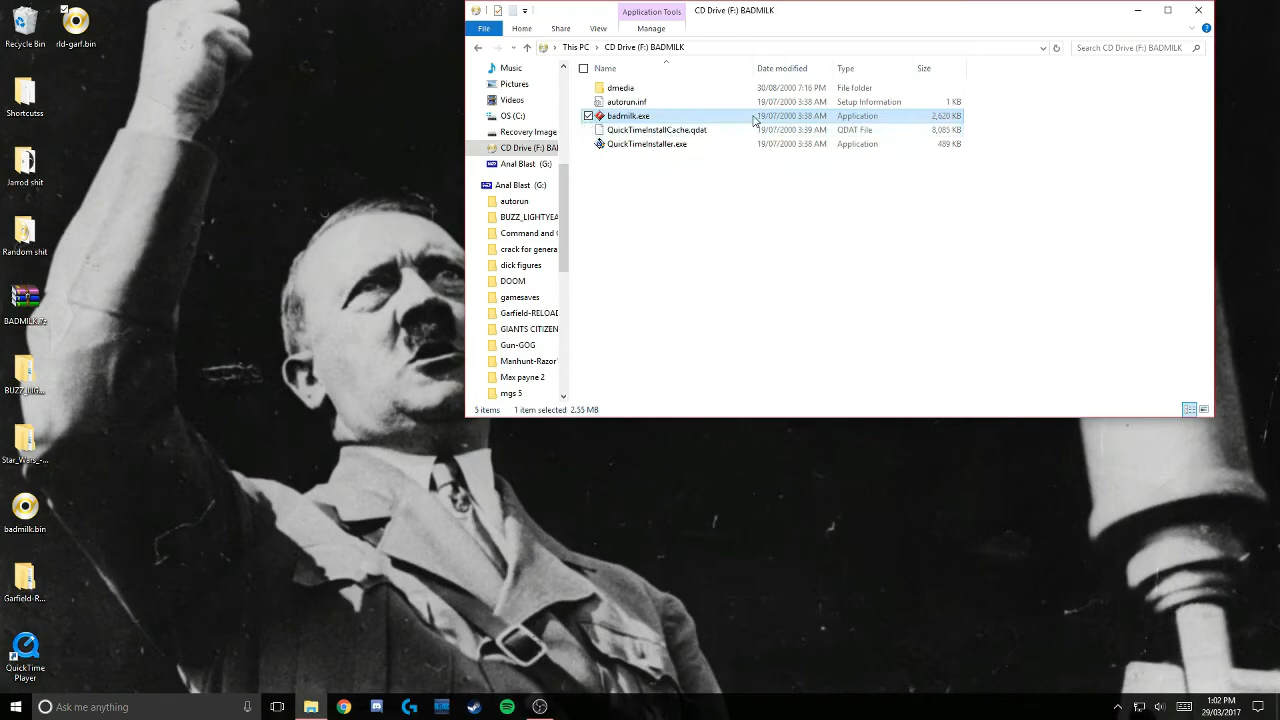 Recycle Bin
rld-garf.bin
Shortcuts
Jarrod shit
Random shit
BADMILK.re
BUZZ_LIG...
Star_Wars_-...
badmilk.bin
Garfield-R...
QuickTime
Player
Application Tools
CD Drive (F:) BADMILK
File
Home
Share
View
Manage
This PC
CD Drive (F:) BADMILK
Search CD Drive (F:) BADMILK
Name
Date modified
Type
Size
dmedia
30/08/2000 7:16 PM
File folder
autorun.inf
19/07/2000 3:38 AM
Setup Information
1 KB
badmilk.exe
19/07/2000 3:38 AM
Application
2,620 KB
QuickTimeInstallCache.qdat
19/07/2000 3:39 AM
QDAT File
8,085 KB
QuickTimeInstaller.exe
19/07/2000 3:38 AM
Application
489 KB
Music
Pictures
Videos
OS (C:)
Recovery Image
CD Drive (F:) BAI
Anal Blast (G:)
Anal Blast (G:)
autorun
BUZZ_LIGHTYEA
Command and C
crack for genera
dick figures
DOOM
gamesaves
Garfield-RELOAD
GIANTS CITIZEN
Gun-GOG
Manhunt-Razor
Max payne 2
mgs 5
5 items
1 item selected 2.55 MB
Ask me anything
1:02 PM
29/03/2017